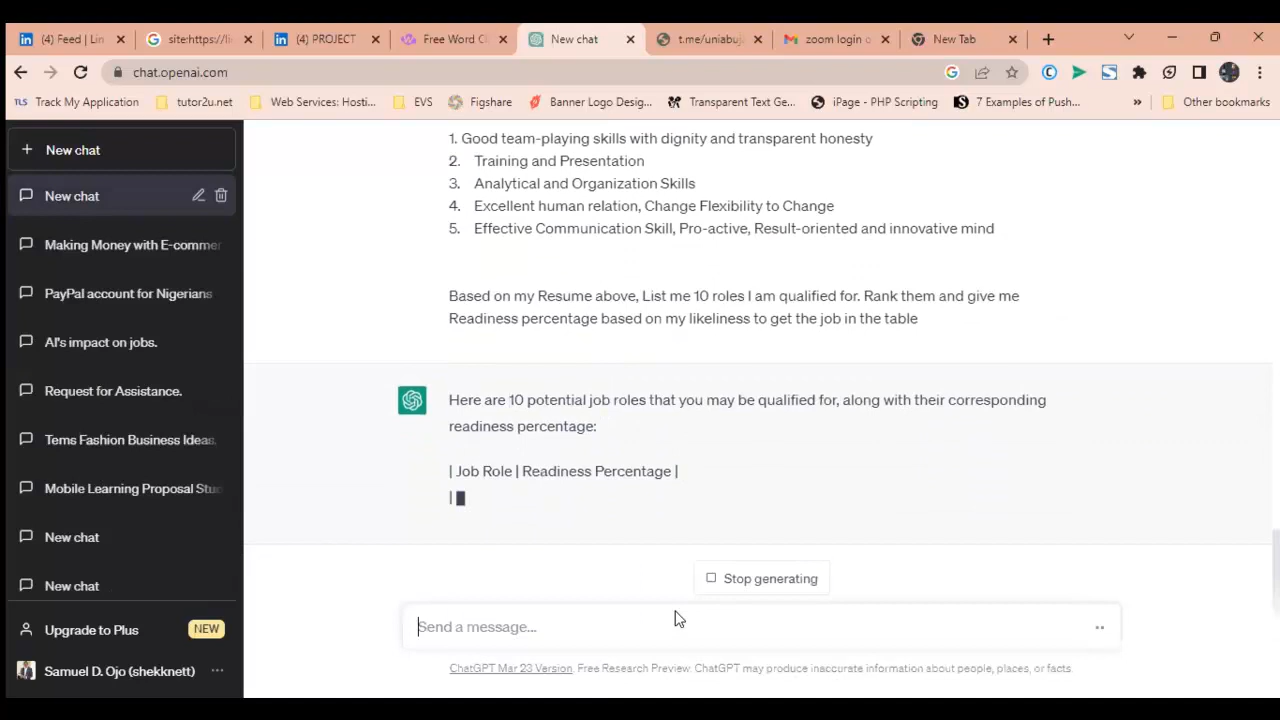 (4) Feed | Lin
site:https://li
(4) PROJECT
Free Word Cl
New chat
t.me/uniabuja
zoom login o
New Tab
chat.openai.com
TLS Track My Application
tutor2u.net
Web Services: Hosti...
EVS
Figshare
Banner Logo Desig...
Transparent Text Ge...
iPage - PHP Scripting
7 Examples of Push...
»
Other bookmarks
+ New chat
New chat
Making Money with E-commer
PayPal account for Nigerians
AI's impact on jobs.
Request for Assistance.
Tems Fashion Business Ideas.
Mobile Learning Proposal Stu
New chat
New chat
Upgrade to Plus NEW
Samuel D. Ojo (shekknett) ...
1. Good team-playing skills with dignity and transparent honesty
2. Training and Presentation
3. Analytical and Organization Skills
4. Excellent human relation, Change Flexibility to Change
5. Effective Communication Skill, Pro-active, Result-oriented and innovative mind
Based on my Resume above, List me 10 roles I am qualified for. Rank them and give me
Readiness percentage based on my likeliness to get the job in the table
Here are 10 potential job roles that you may be qualified for, along with their corresponding
readiness percentage:
| Job Role | Readiness Percentage |
|
Stop generating
Send a message...
ChatGPT Mar 23 Version. Free Research Preview. ChatGPT may produce inaccurate information about people, places, or facts.